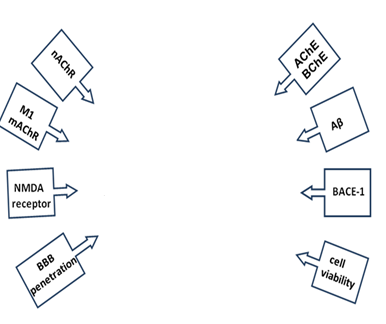 nAChR
M1
mAChR
NMDA
receptor
BBB
penetration
AChE
BChE
Aβ
BACE-1
cell
viability